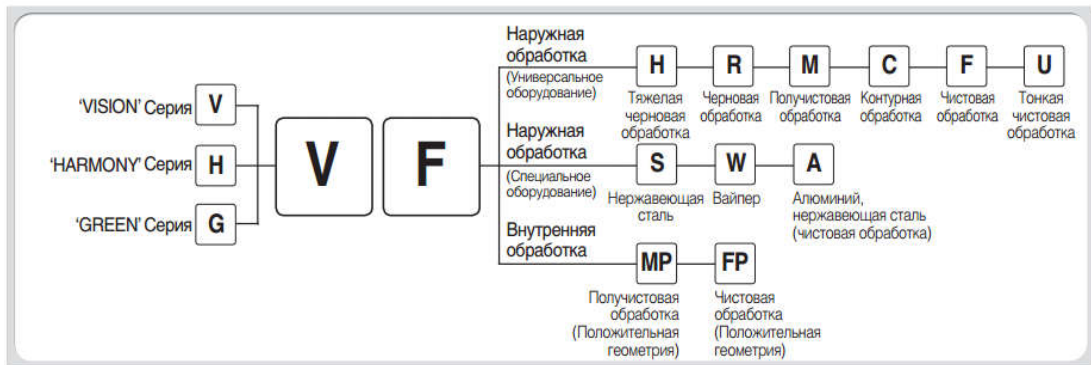 'VISION' Серия V
'HARMONY' Серия H
'GREEN' Серия G
V F
Наружная
обработка
(Универсальное
оборудование)
H R M C F U
Тяжелая
черновая
обработка
Черновая
обработка
Получистовая
обработка
Контурная
обработка
Чистовая
обработка
Тонкая
чистовая
обработка
Наружная
обработка
(Специальное
оборудование)
S W A
Нержавеющая
сталь
Вайпер
Алюминий,
нержавеющая сталь
(чистовая обработка)
Внутренняя
обработка
MP FP
Получистовая
обработка
(Положительная
геометрия)
Чистовая
обработка
(Положительная
геометрия)